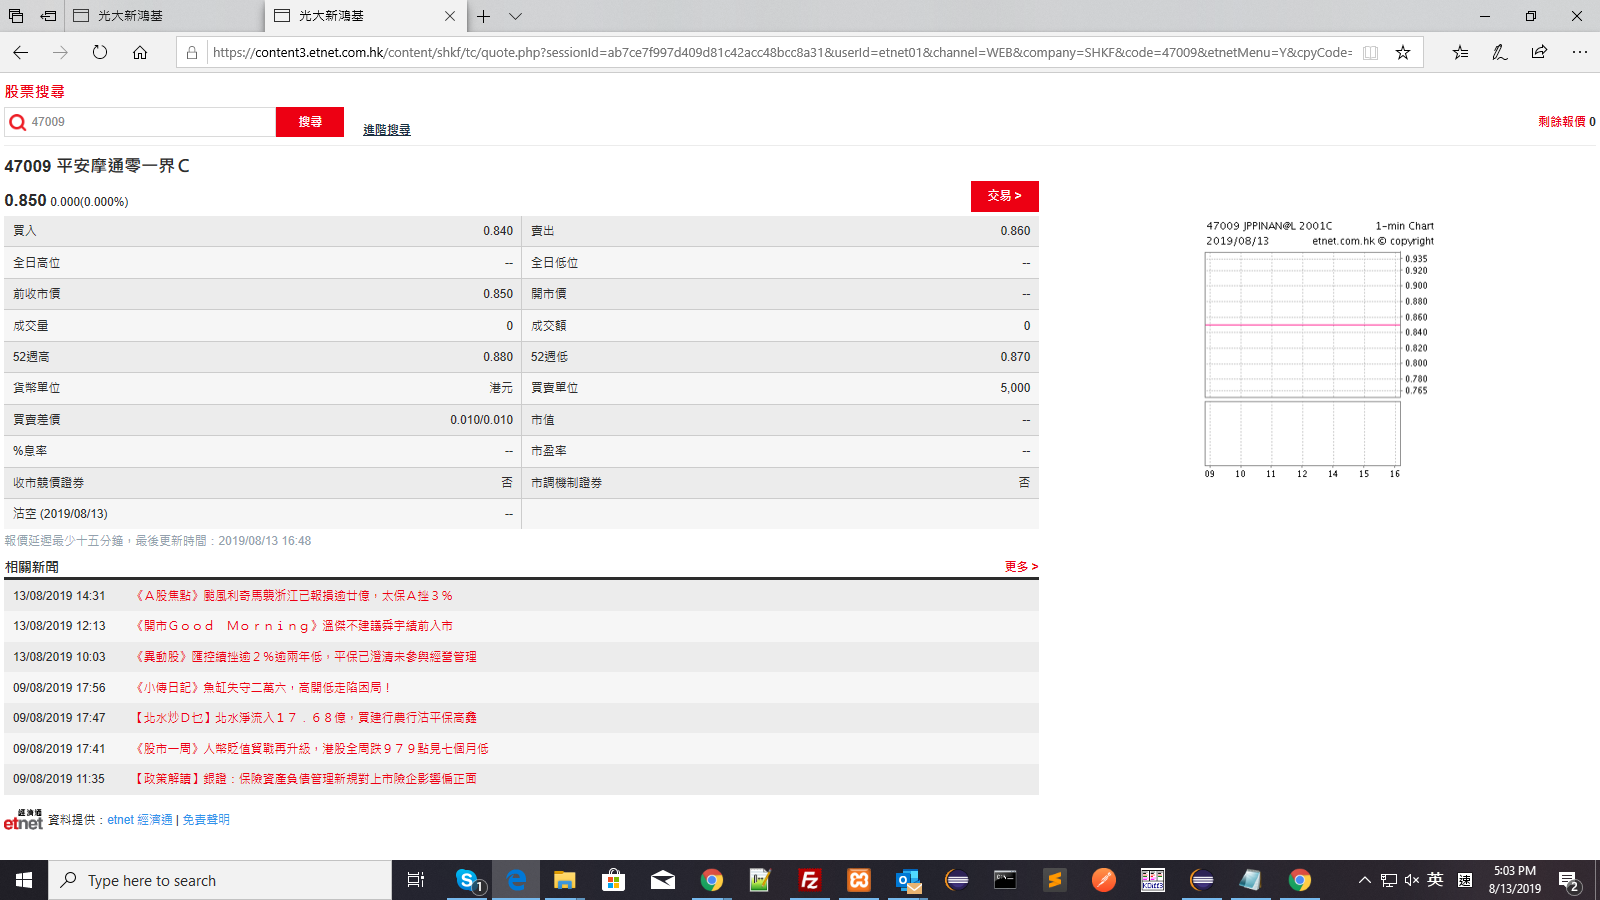 光大新鴻基
光大新鴻基
https://content3.etnet.com.hk/content/shkf/tc/quote.php?sessionId=ab7ce7f997d409d81c42acc48bcc8a31&userId=etnet01&channel=WEB&company=SHKF&code=47009&etnetMenu=Y&cpyCode=
股票搜尋
47009
搜尋
進階搜尋
剩餘報價 0
47009 平安摩通零一界Ｃ
0.850 0.000(0.000%)
交易 >
買入 0.840 賣出 0.860
全日高位 -- 全日低位 --
前收市價 0.850 開市價 --
成交量 0 成交額 0
52週高 0.880 52週低 0.870
貨幣單位 港元 買賣單位 5,000
買賣差價 0.010/0.010 市值 --
%息率 -- 市盈率 --
收市競價證券 否 市調機制證券 否
沽空 (2019/08/13) --
報價延遲最少十五分鐘，最後更新時間：2019/08/13 16:48
47009 JPPINAN@L 2001C 1-min Chart
2019/08/13 etnet.com.hk © copyright
0.935
0.920
0.900
0.880
0.860
0.840
0.820
0.800
0.780
0.765
09 10 11 12 14 15 16
相關新聞
更多 >
13/08/2019 14:31 《Ａ股焦點》颱風利奇馬襲浙江已報損逾廿億，太保Ａ挫３％
13/08/2019 12:13 《開市Ｇｏｏｄ　Ｍｏｒｎｉｎｇ》溫傑不建議舜宇績前入市
13/08/2019 10:03 《異動股》匯控續挫逾２％逾兩年低，平保已澄清未參與經營管理
09/08/2019 17:56 《小傳日記》魚缸失守二萬六，高開低走陷困局！
09/08/2019 17:47 【北水炒Ｄ乜】北水淨流入１７．６８億，買建行農行沽平保高鑫
09/08/2019 17:41 《股市一周》人幣貶值貿戰再升級，港股全周跌９７９點見七個月低
09/08/2019 11:35 【政策解讀】銀證：保險資產負債管理新規對上市險企影響偏正面
經濟通
etnet 資料提供：etnet 經濟通 | 免責聲明
Type here to search
1
英
速
5:03 PM
8/13/2019
2